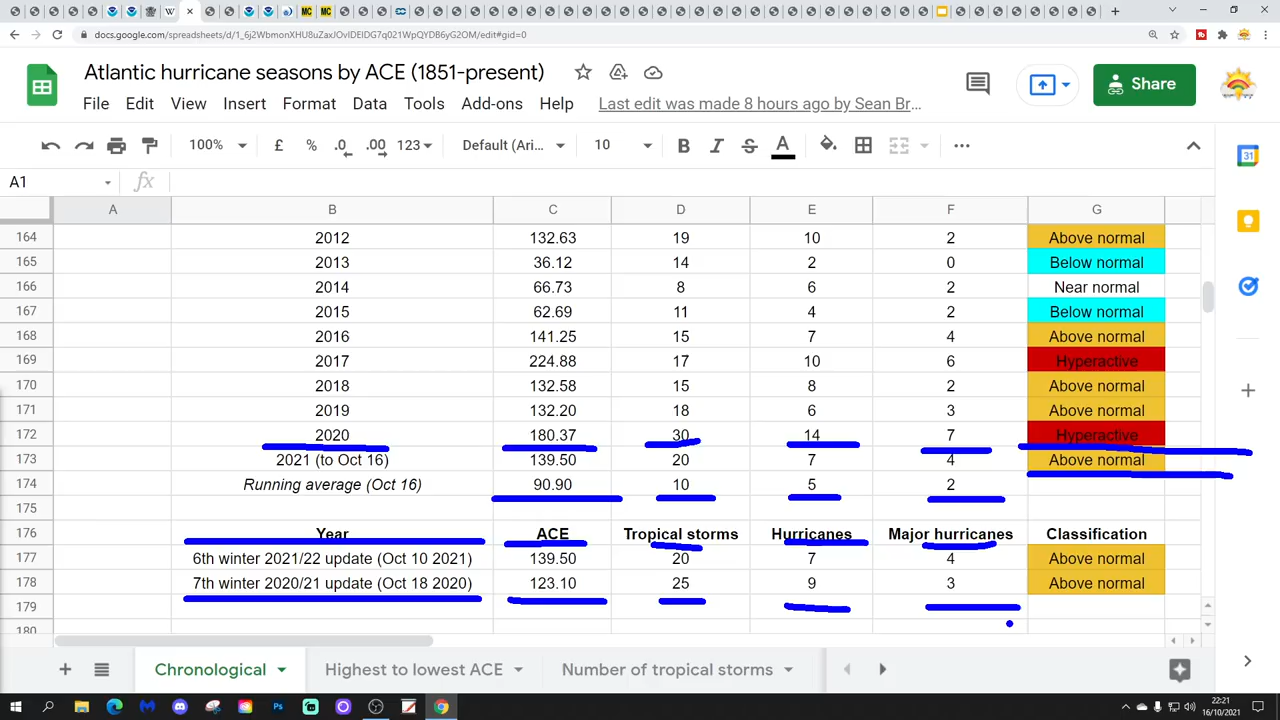 MC MC
docs.google.com/spreadsheets/d/1_6j2WbmonXHU8uZaxJOvIDEIDG7q021WpQYDB6yG2OM/edit#gid=0
Atlantic hurricane seasons by ACE (1851-present)
Share
File Edit View Insert Format Data Tools Add-ons Help Last edit was made 8 hours ago by Sean Br...
100% £ % .0 .00 123 Default (Ari... 10 B I S A ...
31
A1 fx
A B C D E F G
164 2012 132.63 19 10 2 Above normal
165 2013 36.12 14 2 0 Below normal
166 2014 66.73 8 6 2 Near normal
167 2015 62.69 11 4 2 Below normal
168 2016 141.25 15 7 4 Above normal
169 2017 224.88 17 10 6 Hyperactive
170 2018 132.58 15 8 2 Above normal
171 2019 132.20 18 6 3 Above normal
172 2020 180.37 30 14 7 Hyperactive
173 2021 (to Oct 16) 139.50 20 7 4 Above normal
174 Running average (Oct 16) 90.90 10 5 2
175
176 Year ACE Tropical storms Hurricanes Major hurricanes Classification
177 6th winter 2021/22 update (Oct 10 2021) 139.50 20 7 4 Above normal
178 7th winter 2020/21 update (Oct 18 2020) 123.10 25 9 3 Above normal
179
180
Chronological Highest to lowest ACE Number of tropical storms
Ps
22:21
16/10/2021